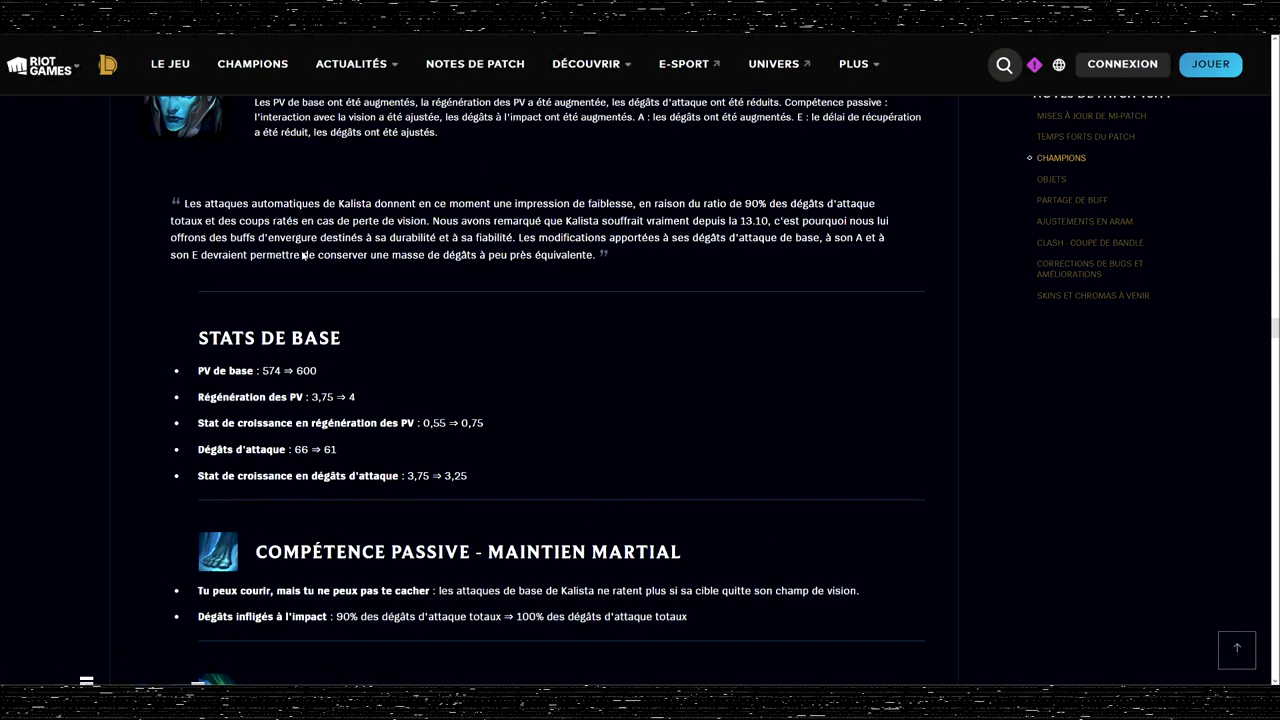 RIOT GAMES
LE JEU
CHAMPIONS
ACTUALITÉS
NOTES DE PATCH
DÉCOUVRIR
E-SPORT
UNIVERS
PLUS
CONNEXION
JOUER
Les PV de base ont été augmentés, la régénération des PV a été augmentée, les dégâts d'attaque ont été réduits. Compétence passive :
l'interaction avec la vision a été ajustée, les dégâts à l'impact ont été augmentés. A : les dégâts ont été augmentés. E : le délai de récupération
a été réduit, les dégâts ont été ajustés.
“ Les attaques automatiques de Kalista donnent en ce moment une impression de faiblesse, en raison du ratio de 90% des dégâts d'attaque
totaux et des coups ratés en cas de perte de vision. Nous avons remarqué que Kalista souffrait vraiment depuis la 13.10, c'est pourquoi nous lui
offrons des buffs d'envergure destinés à sa durabilité et à sa fiabilité. Les modifications apportées à ses dégâts d'attaque de base, à son A et à
son E devraient permettre de conserver une masse de dégâts à peu près équivalente. ”
STATS DE BASE
• PV de base : 574 ⇒ 600
• Régénération des PV : 3,75 ⇒ 4
• Stat de croissance en régénération des PV : 0,55 ⇒ 0,75
• Dégâts d'attaque : 66 ⇒ 61
• Stat de croissance en dégâts d'attaque : 3,75 ⇒ 3,25
COMPÉTENCE PASSIVE - MAINTIEN MARTIAL
• Tu peux courir, mais tu ne peux pas te cacher : les attaques de base de Kalista ne ratent plus si sa cible quitte son champ de vision.
• Dégâts infligés à l'impact : 90% des dégâts d'attaque totaux ⇒ 100% des dégâts d'attaque totaux
MISES À JOUR DE MI-PATCH
TEMPS FORTS DU PATCH
CHAMPIONS
OBJETS
PARTAGE DE BUFF
AJUSTEMENTS EN ARAM
CLASH - COUPE DE BANDLE
CORRECTIONS DE BUGS ET
AMÉLIORATIONS
SKINS ET CHROMAS À VENIR